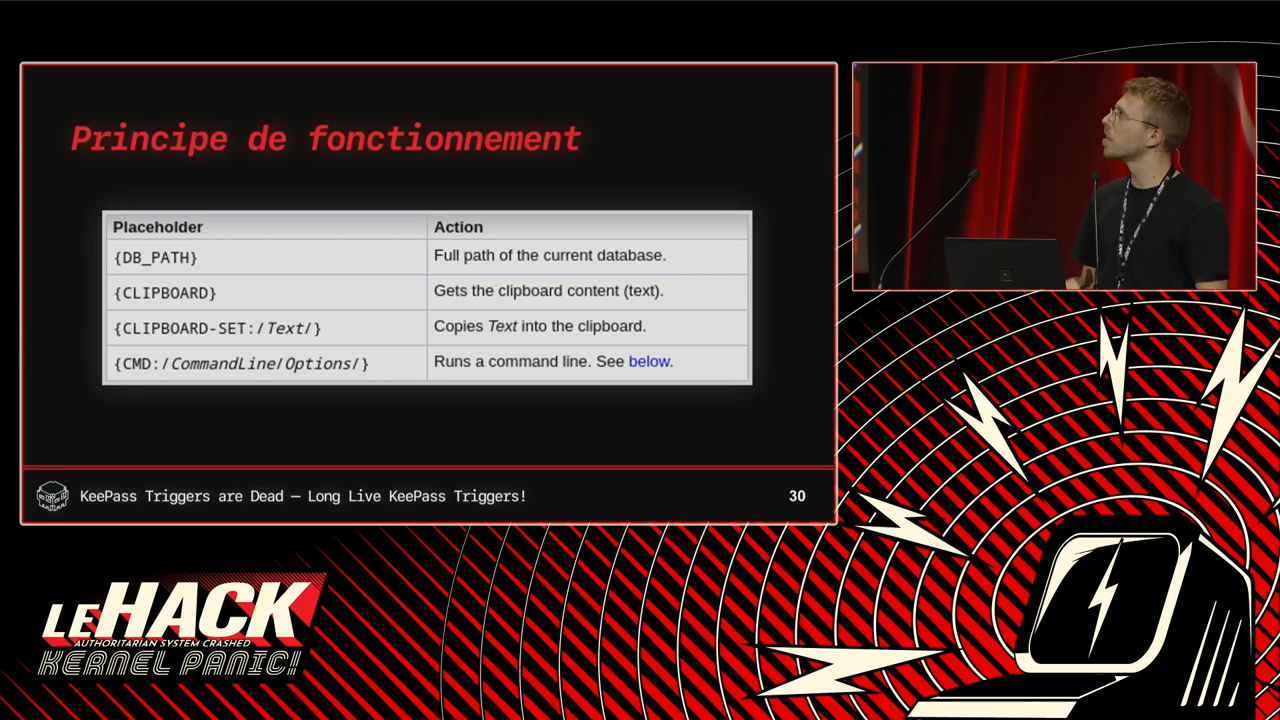 Principe de fonctionnement
Placeholder Action
{DB_PATH} Full path of the current database.
{CLIPBOARD} Gets the clipboard content (text).
{CLIPBOARD-SET:/Text/} Copies Text into the clipboard.
{CMD:/CommandLine/Options/} Runs a command line. See below.
KeePass Triggers are Dead — Long Live KeePass Triggers! 30
LEHACK
AUTHORITARIAN SYSTEM CRASHED
KERNEL PANIC!